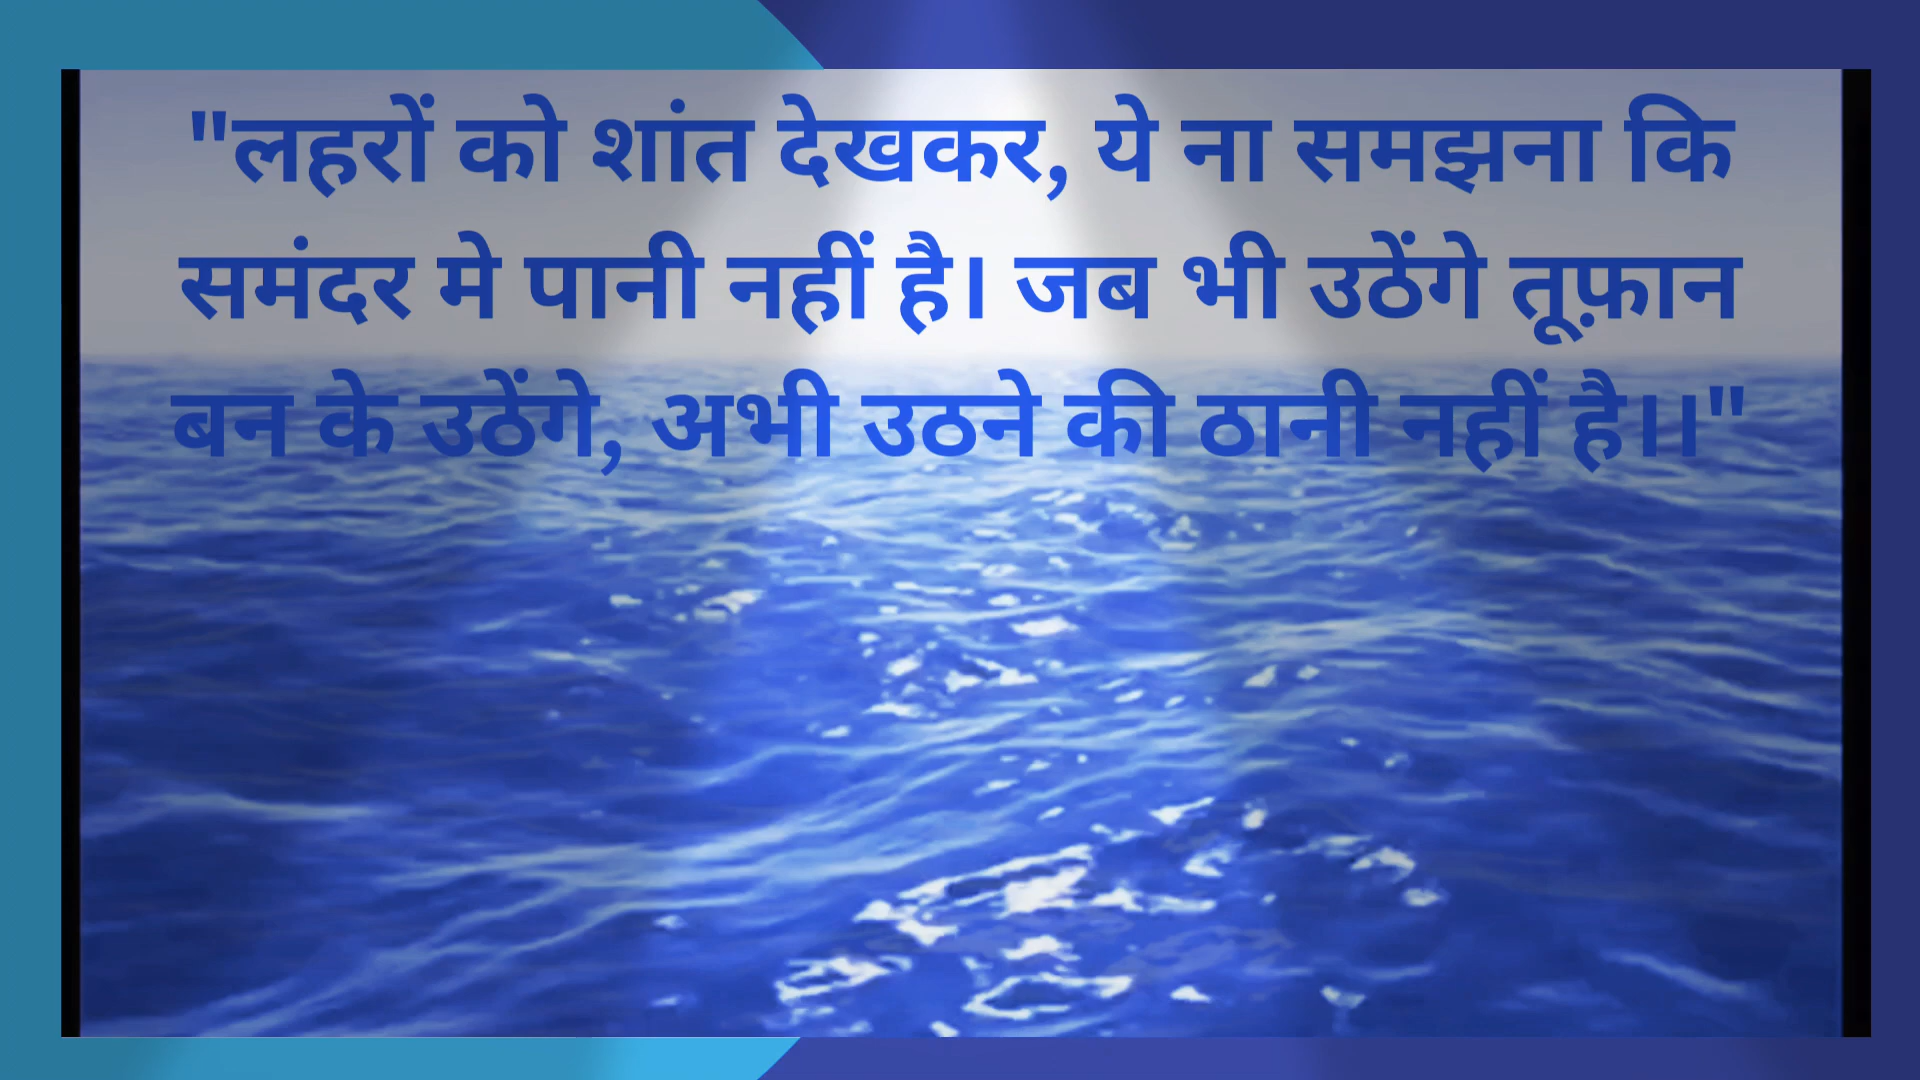 "लहरों को शांत देखकर, ये ना समझना कि
समंदर मे पानी नहीं है। जब भी उठेंगे तूफ़ान
बन के उठेंगे, अभी उठने की ठानी नहीं है।।"